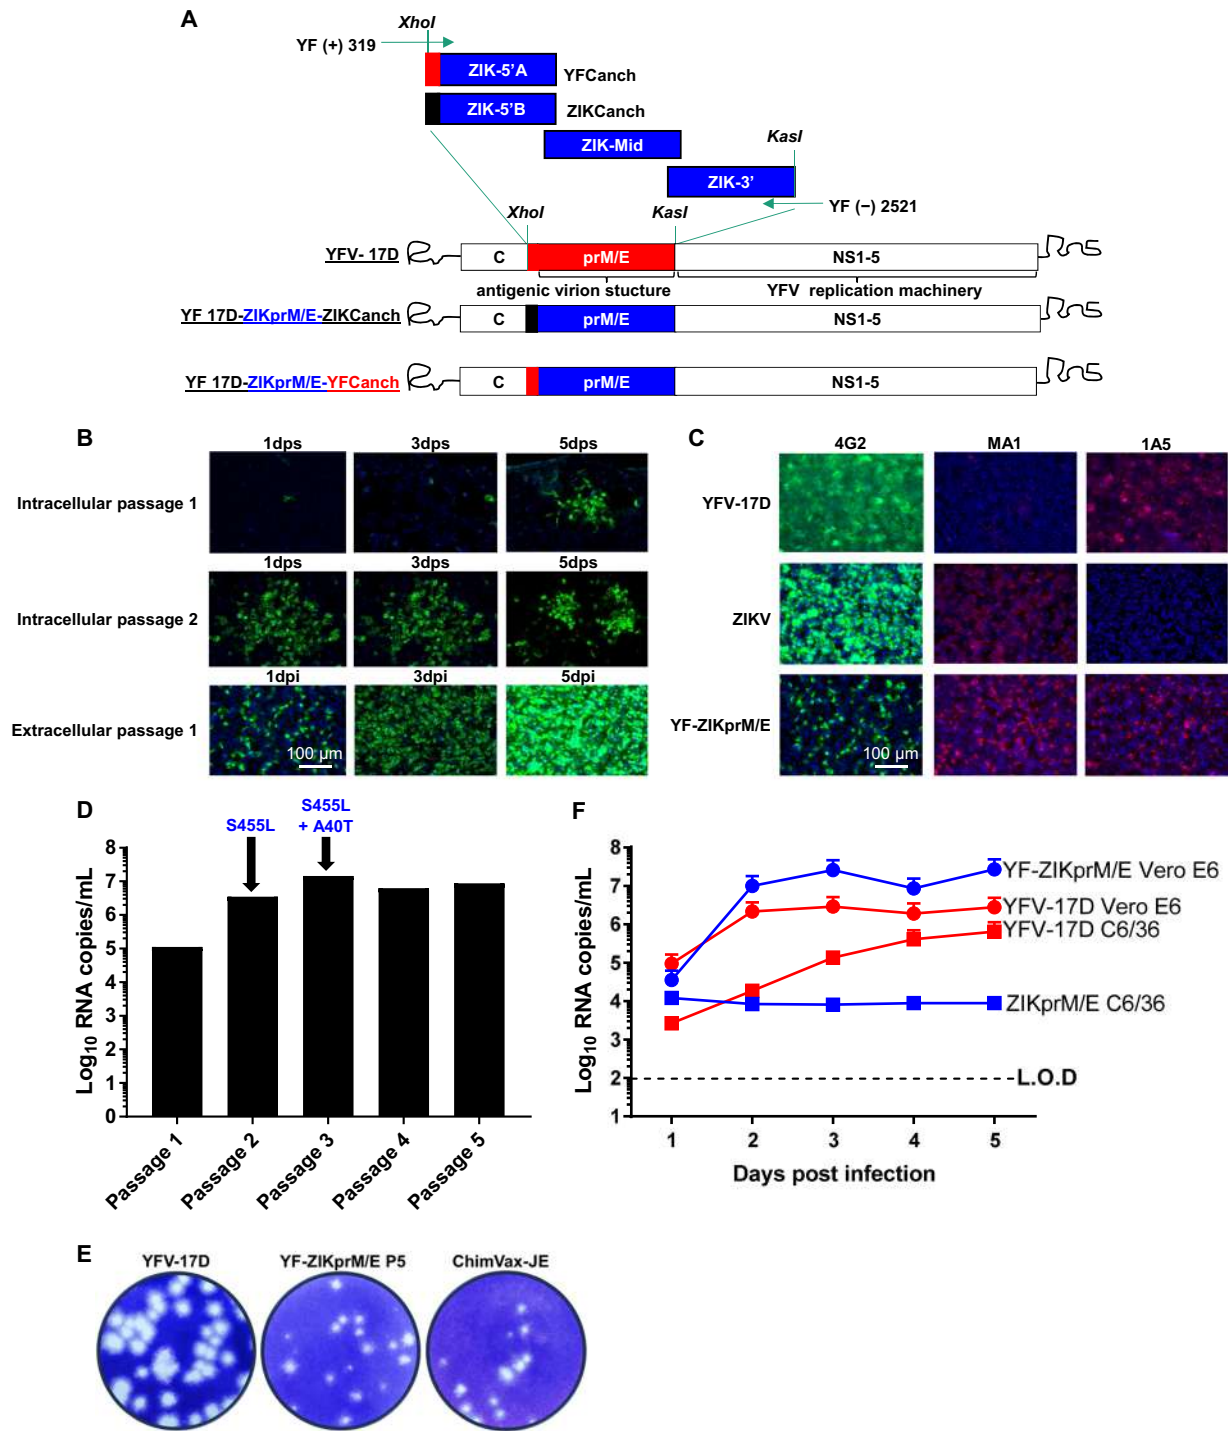 A
XhoI
YF (+) 319
ZIK-5'A
YFCanch
ZIK-5'B
ZIKCanch
ZIK-Mid
KasI
ZIK-3'
YF (−) 2521
XhoI
KasI
YFV- 17D
C
prM/E
NS1-5
antigenic virion stucture
YFV replication machinery
YF 17D-ZIKprM/E-ZIKCanch
C
prM/E
NS1-5
YF 17D-ZIKprM/E-YFCanch
C
prM/E
NS1-5
B
1dps
3dps
5dps
Intracellular passage 1
1dps
3dps
5dps
Intracellular passage 2
1dpi
3dpi
5dpi
Extracellular passage 1
100 µm
C
4G2
MA1
1A5
YFV-17D
ZIKV
YF-ZIKprM/E
100 µm
D
S455L
S455L
+ A40T
Log10 RNA copies/mL
8
7
6
5
4
3
2
1
0
Passage 1
Passage 2
Passage 3
Passage 4
Passage 5
F
Log10 RNA copies/mL
8
7
6
5
4
3
2
1
YF-ZIKprM/E Vero E6
YFV-17D Vero E6
YFV-17D C6/36
ZIKprM/E C6/36
L.O.D
1
2
3
4
5
Days post infection
E
YFV-17D
YF-ZIKprM/E P5
ChimVax-JE